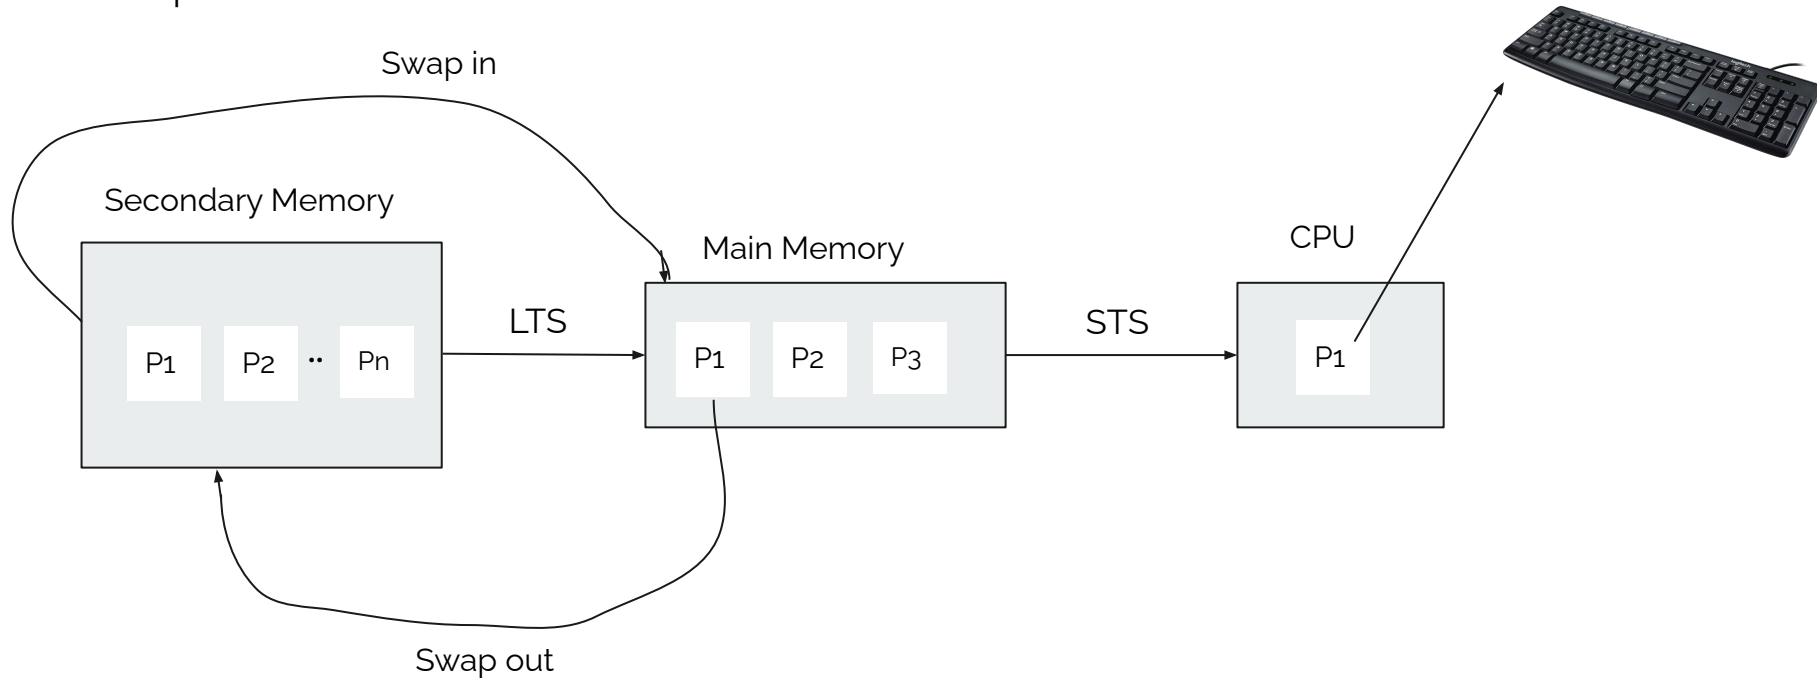 Swap in
Secondary Memory
Main Memory
CPU
LTS
STS
P1
P2
..
Pn
P1
P2
P3
P1
Swap out